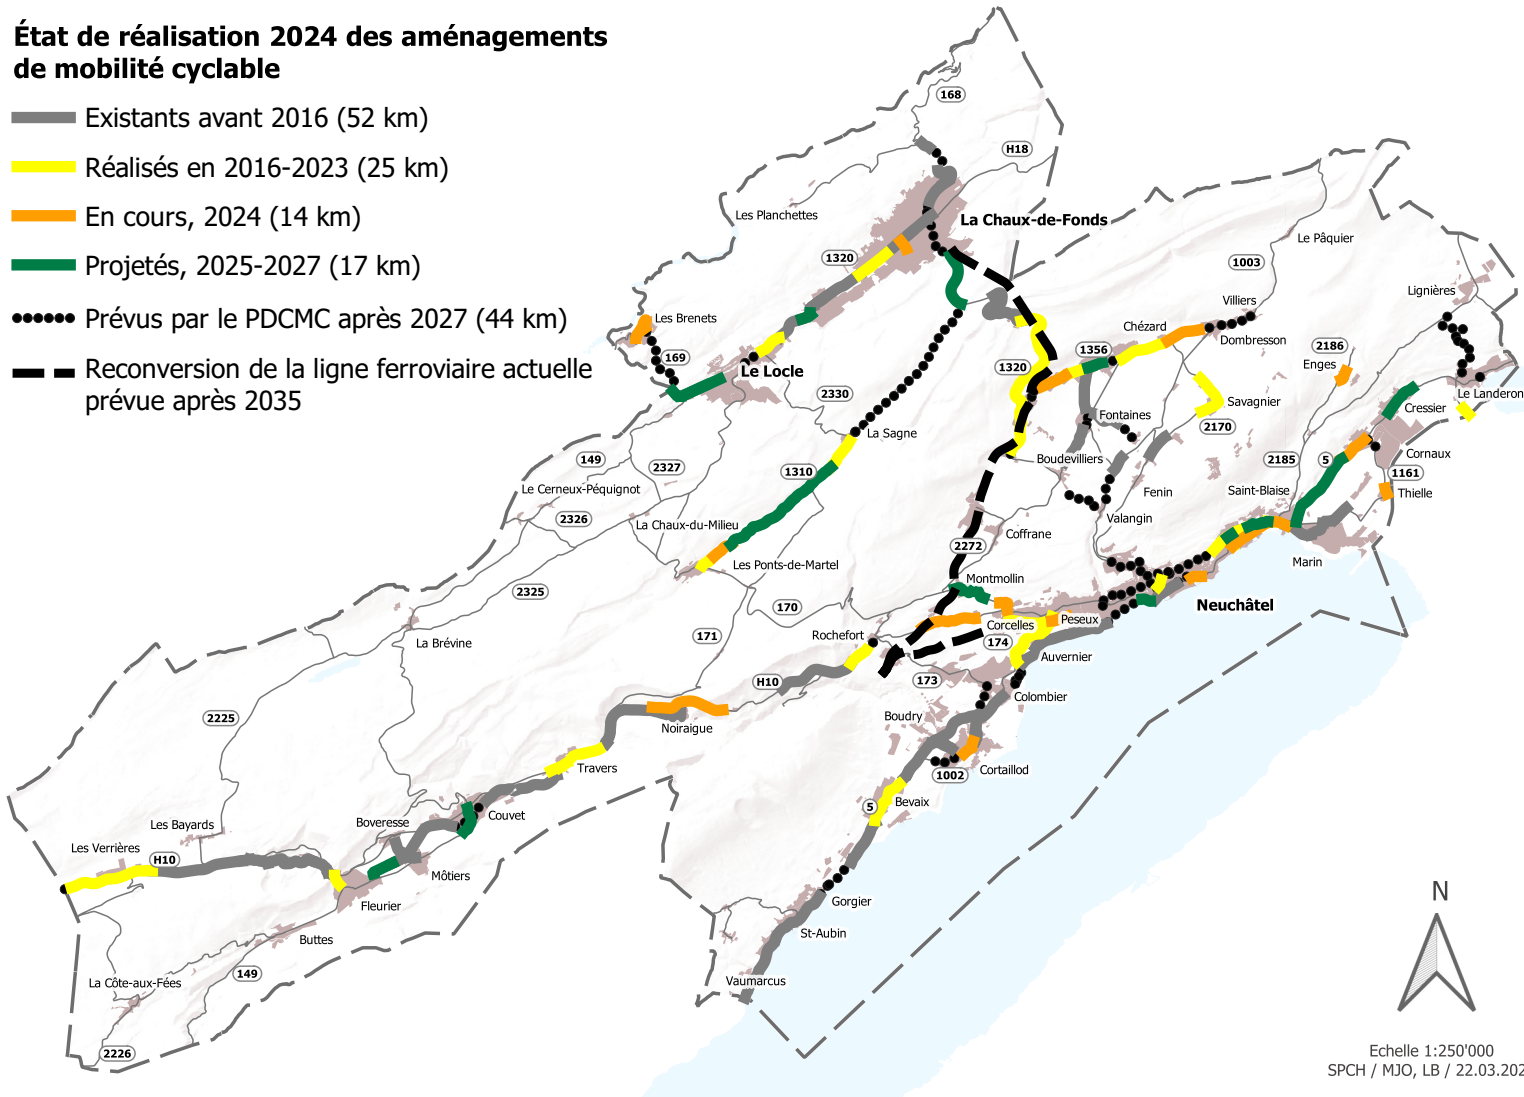 État de réalisation 2024 des aménagements
de mobilité cyclable
Existants avant 2016 (52 km)
Réalisés en 2016-2023 (25 km)
En cours, 2024 (14 km)
Projetés, 2025-2027 (17 km)
Prévus par le PDCMC après 2027 (44 km)
Reconversion de la ligne ferroviaire actuelle
prévue après 2035
168
H18
Les Planchettes
La Chaux-de-Fonds
Le Pâquier
1320
1003
Lignières
Villiers
Les Brenets
Chézard
Dombresson
169
1356
2186
Enges
Le Locle
1320
2330
Le Landeron
Savagnier
Cressier
Fontaines
2170
La Sagne
Cornaux
149
2327
1310
Boudevilliers
2185
5
1161
Le Cerneux-Péquignot
Fenin
Saint-Blaise
Thielle
2326
La Chaux-du-Milieu
Valangin
Coffrane
2272
Marin
Les Ponts-de-Martel
Montmollin
2325
170
Neuchâtel
Rochefort
Corcelles
Peseux
La Brévine
171
174
Auvernier
H10
173
Colombier
2225
Boudry
Noiraigue
Travers
1002
Cortaillod
5
Bevaix
Couvet
Boveresse
Les Bayards
Les Verrières
H10
Môtiers
Fleurier
Gorgier
St-Aubin
Buttes
149
La Côte-aux-Fées
Vaumarcus
2226
N
Echelle 1:250'000
SPCH / MJO, LB / 22.03.202